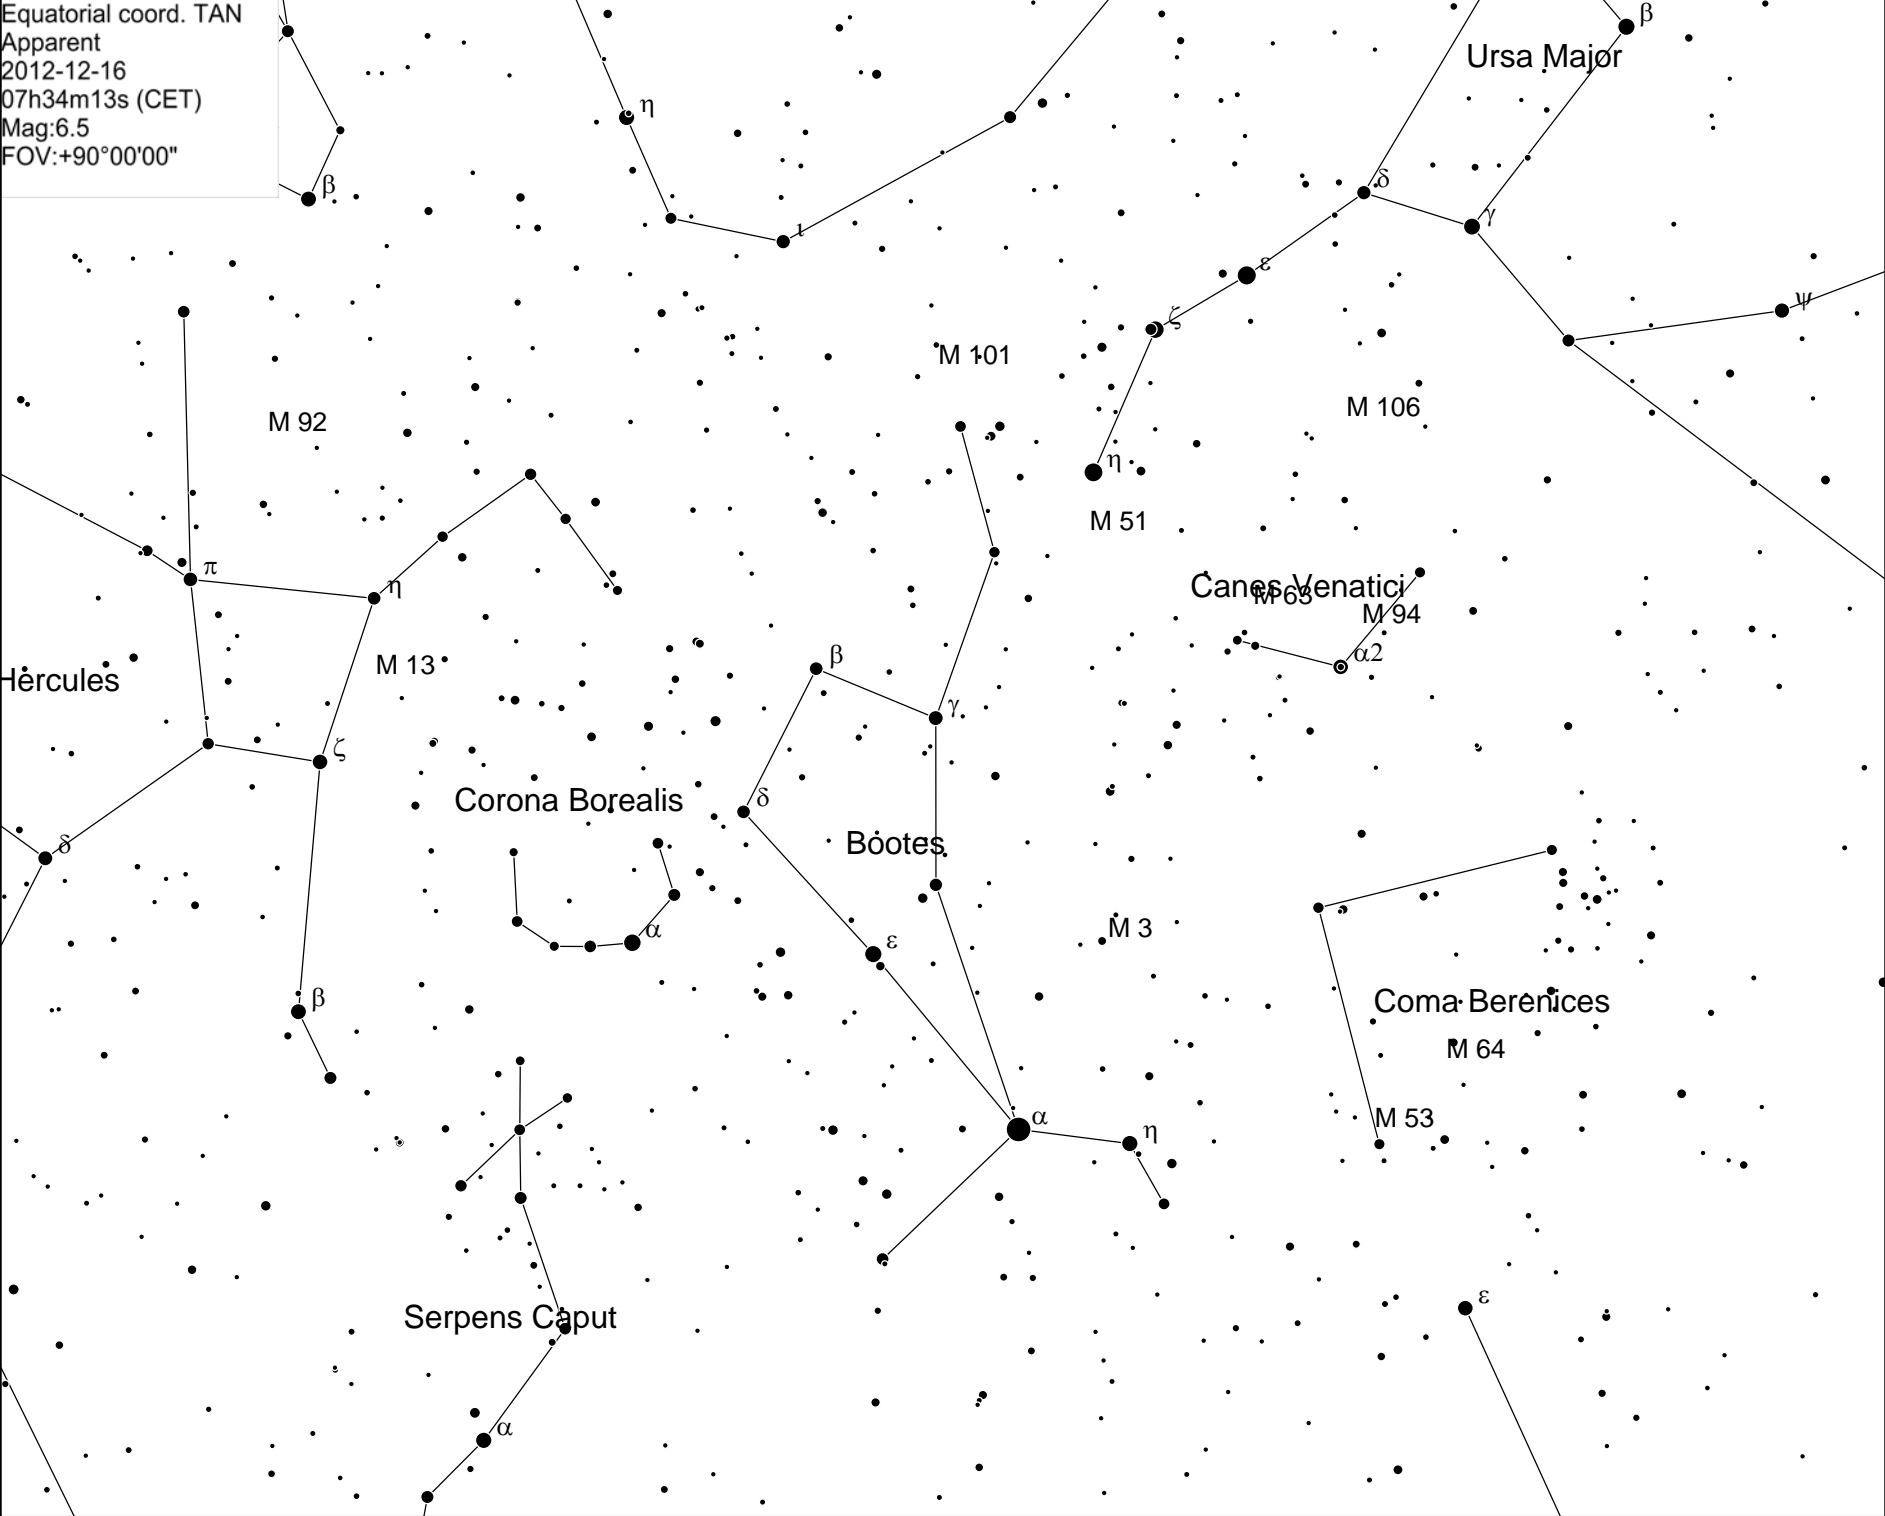 Equatorial coord. TAN
Apparent
2012-12-16
07h34m13s (CET)
Mag:6.5
FOV:+90°00'00"
β
Ursa Major
η
β
δ
γ
ι
ε
ψ
ζ
M 101
M 106
M 92
η
M 51
π
η
Canes Venatici
M 63
M 94
α2
β
M 13
Hercules
γ
ζ
δ
Corona Borealis
Bootes
δ
α
M 3
ε
β
Coma Berenices
M 64
α
M 53
η
ε
Serpens Caput
α